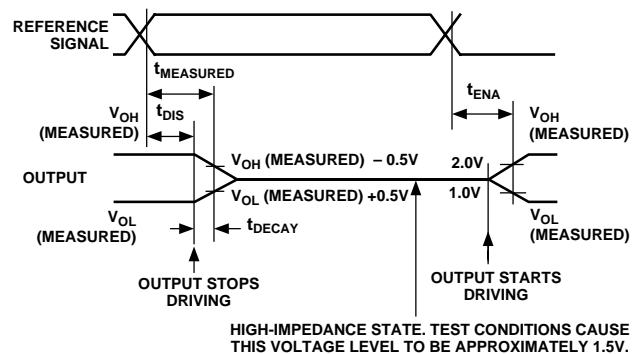 REFERENCE
SIGNAL
tMEASURED
tDIS
tENA
VOH
(MEASURED)
VOH
(MEASURED)
VOH (MEASURED) – 0.5V
2.0V
OUTPUT
VOL (MEASURED) +0.5V
1.0V
VOL
(MEASURED)
VOL
(MEASURED)
tDECAY
OUTPUT STOPS
DRIVING
OUTPUT STARTS
DRIVING
HIGH-IMPEDANCE STATE. TEST CONDITIONS CAUSE
THIS VOLTAGE LEVEL TO BE APPROXIMATELY 1.5V.